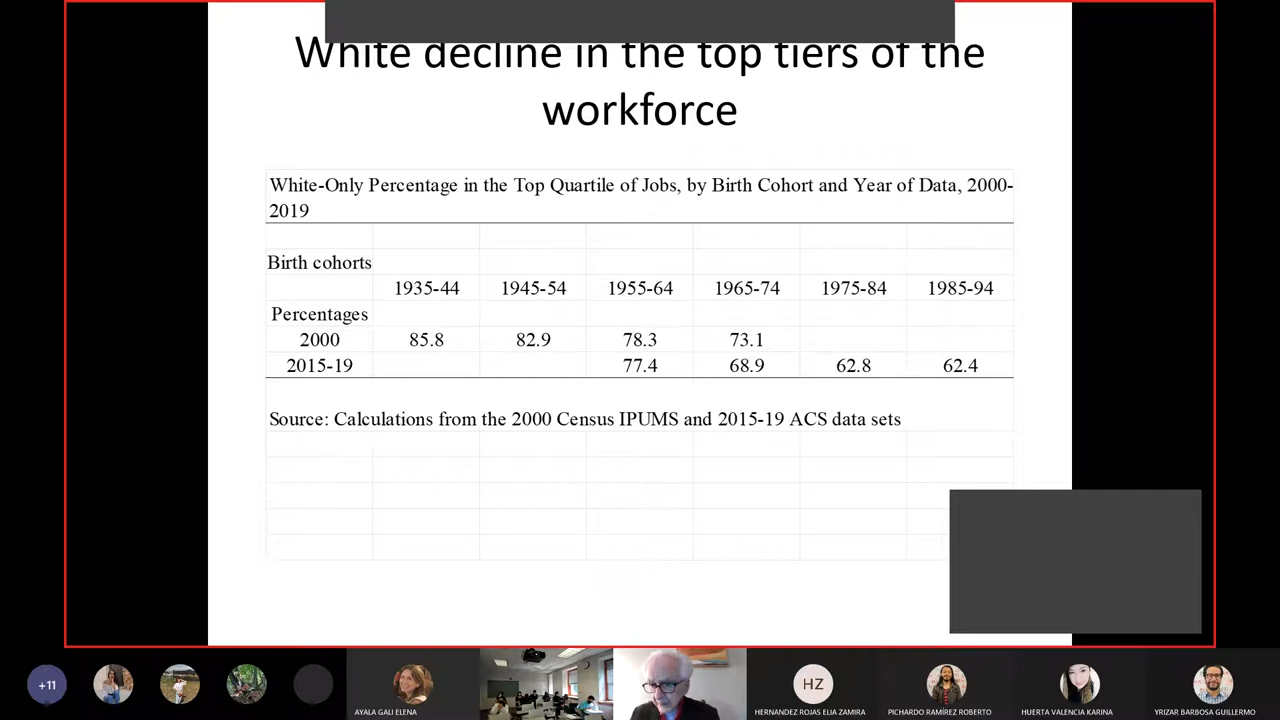 White decline in the top tiers of the
workforce
White-Only Percentage in the Top Quartile of Jobs, by Birth Cohort and Year of Data, 2000-
2019
Birth cohorts
1935-44 1945-54 1955-64 1965-74 1975-84 1985-94
Percentages
2000 85.8 82.9 78.3 73.1
2015-19 77.4 68.9 62.8 62.4
Source: Calculations from the 2000 Census IPUMS and 2015-19 ACS data sets
+11
HZ
AYALA GALI ELENA
HERNANDEZ ROJAS ELIA ZAMIRA
PICHARDO RAMÍREZ ROBERTO
HUERTA VALENCIA KARINA
YRIZAR BARBOSA GUILLERMO